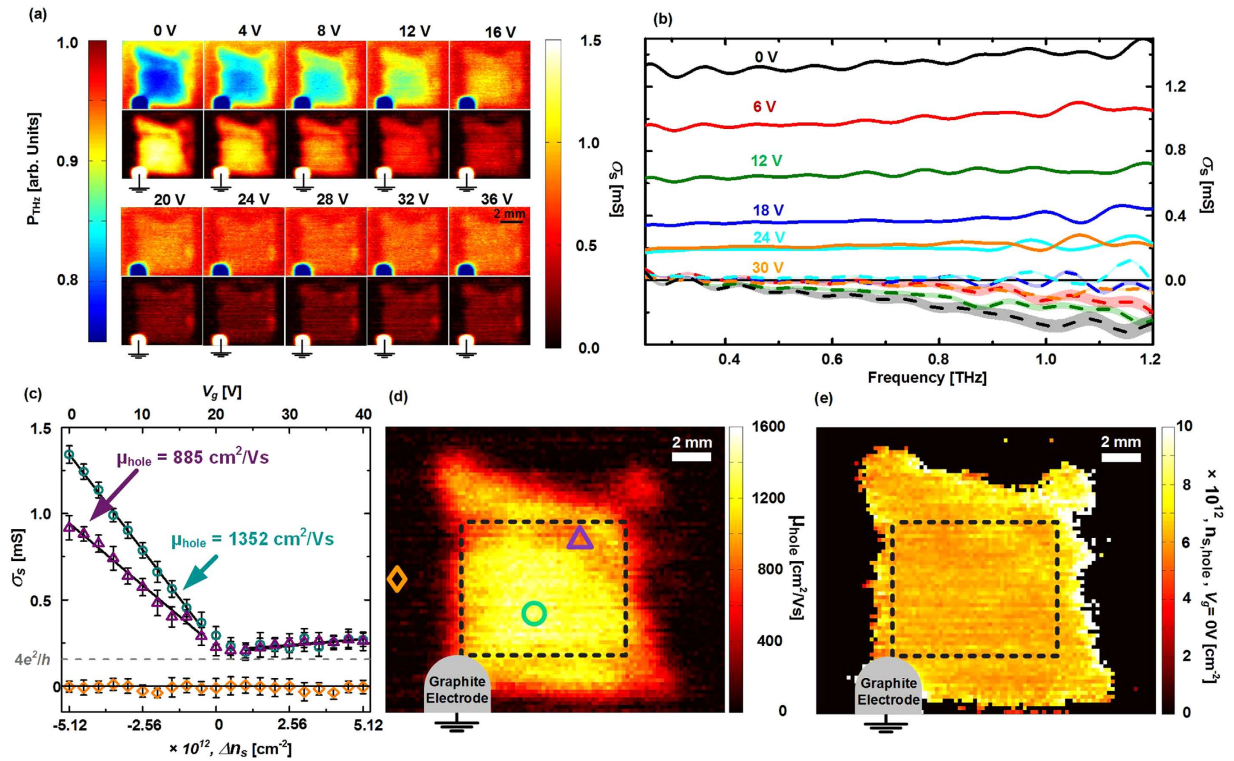 (a)
0 V 4 V 8 V 12 V 16 V
1.0
0.9
0.8
P_THz [arb. Units]
1.5
1.0
0.5
0.0
20 V 24 V 28 V 32 V 36 V
2 mm
σ_s [mS]
(b)
0 V
6 V
12 V
18 V
24 V
30 V
1.2
0.8
0.4
0.0
σ_s [mS]
0.4 0.6 0.8 1.0 1.2
Frequency [THz]
(c)
V_g [V]
0 10 20 30 40
1.5
1.0
0.5
4e²/h
0
σ_s [mS]
μ_hole = 885 cm²/Vs
μ_hole = 1352 cm²/Vs
-5.12 -2.56 0 2.56 5.12
× 10¹², Δn_s [cm⁻²]
(d)
2 mm
Graphite
Electrode
1600
1200
800
400
0
μ_hole
[cm²/Vs]
(e)
2 mm
Graphite
Electrode
10
8
6
4
2
0
× 10¹², n_s,hole , V_g=0V [cm⁻²]